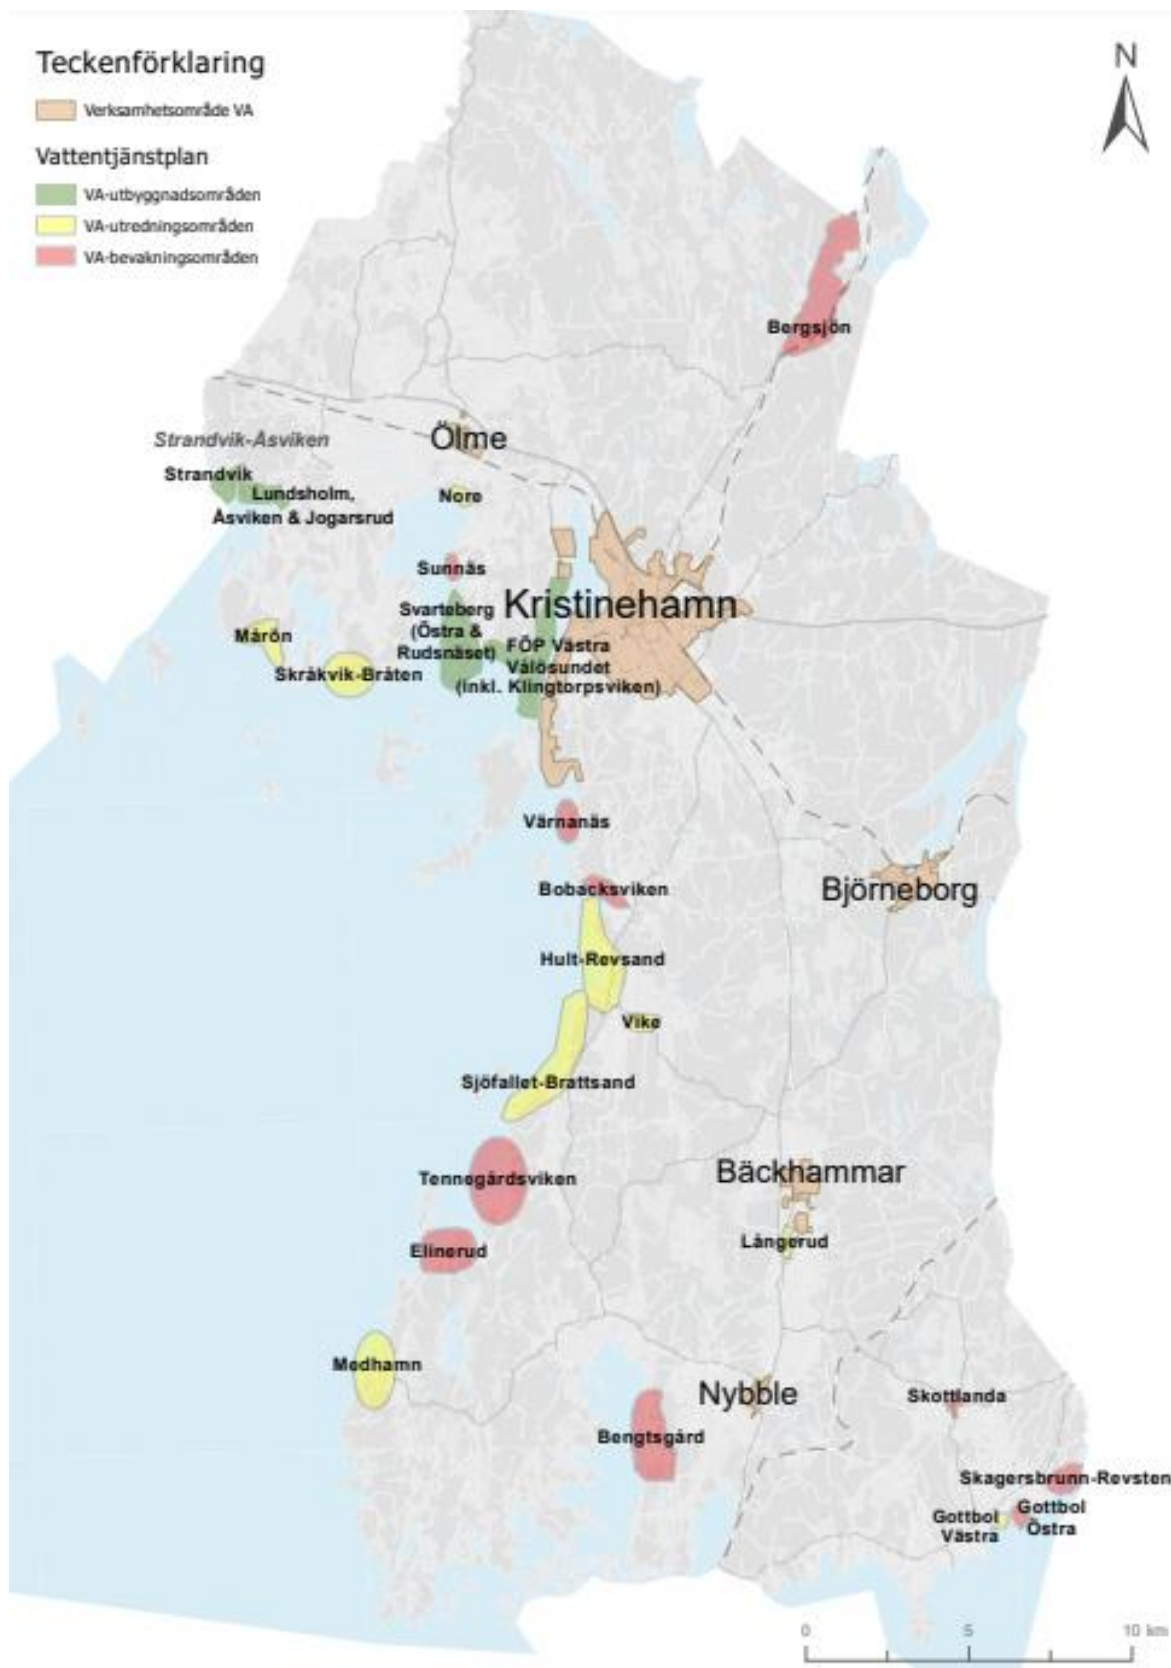 Teckenförklaring
Verksamhetsområde VA
Vattentjänstplan
VA-utbyggnadsområden
VA-utredningsområden
VA-bevakningsområden
N
Bergsjön
Ölme
Strandvik-Åsviken
Strandvik
Lundsholm,
Åsviken & Jogarsrud
Nore
Sunnäs
Kristinehamn
Svarteberg
(Östra &
Rudsnäset)
FÖP Västra
Vålösundet
(inkl. Klingtorpsviken)
Märön
Skråkvik-Bråten
Värnanäs
Bobacksviken
Björneborg
Hult-Revsand
Vike
Sjöfallet-Brattsand
Tennegårdsviken
Bäckhammar
Elinerud
Långerud
Medhamn
Nybble
Skottlanda
Bengtsgård
Skagersbrunn-Revsten
Gottbol
Västra
Gottbol
Östra
0 5 10 km